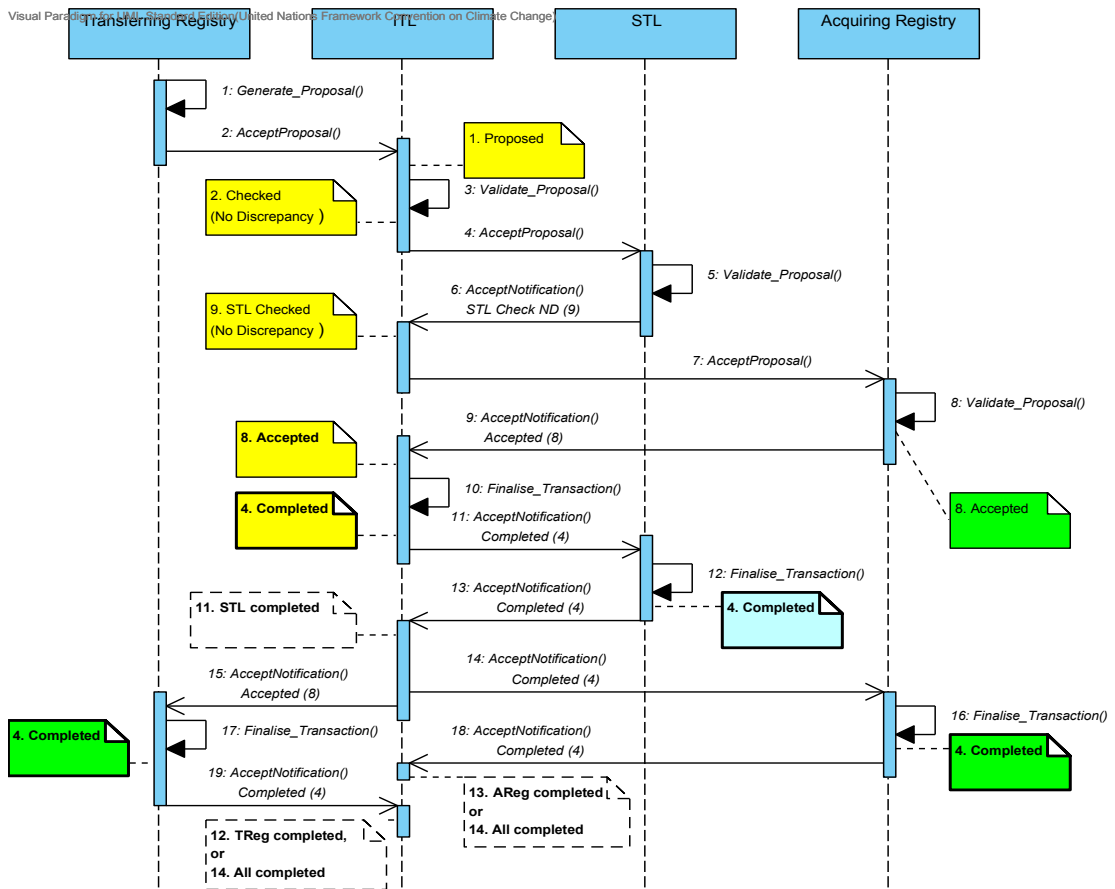 Visual Paradigm for UML Standard Edition(United Nations Framework Convention on Climate Change)
Transferring Registry
ITL
STL
Acquiring Registry
1: Generate_Proposal()
2: AcceptProposal()
1. Proposed
3: Validate_Proposal()
2. Checked
(No Discrepancy )
4: AcceptProposal()
5: Validate_Proposal()
6: AcceptNotification()
STL Check ND (9)
9. STL Checked
(No Discrepancy )
7: AcceptProposal()
8: Validate_Proposal()
9: AcceptNotification()
Accepted (8)
8. Accepted
10: Finalise_Transaction()
4. Completed
8. Accepted
11: AcceptNotification()
Completed (4)
12: Finalise_Transaction()
13: AcceptNotification()
Completed (4)
11. STL completed
4. Completed
14: AcceptNotification()
Completed (4)
15: AcceptNotification()
Accepted (8)
16: Finalise_Transaction()
17: Finalise_Transaction()
4. Completed
18: AcceptNotification()
Completed (4)
4. Completed
19: AcceptNotification()
Completed (4)
13. AReg completed
or
14. All completed
12. TReg completed,
or
14. All completed